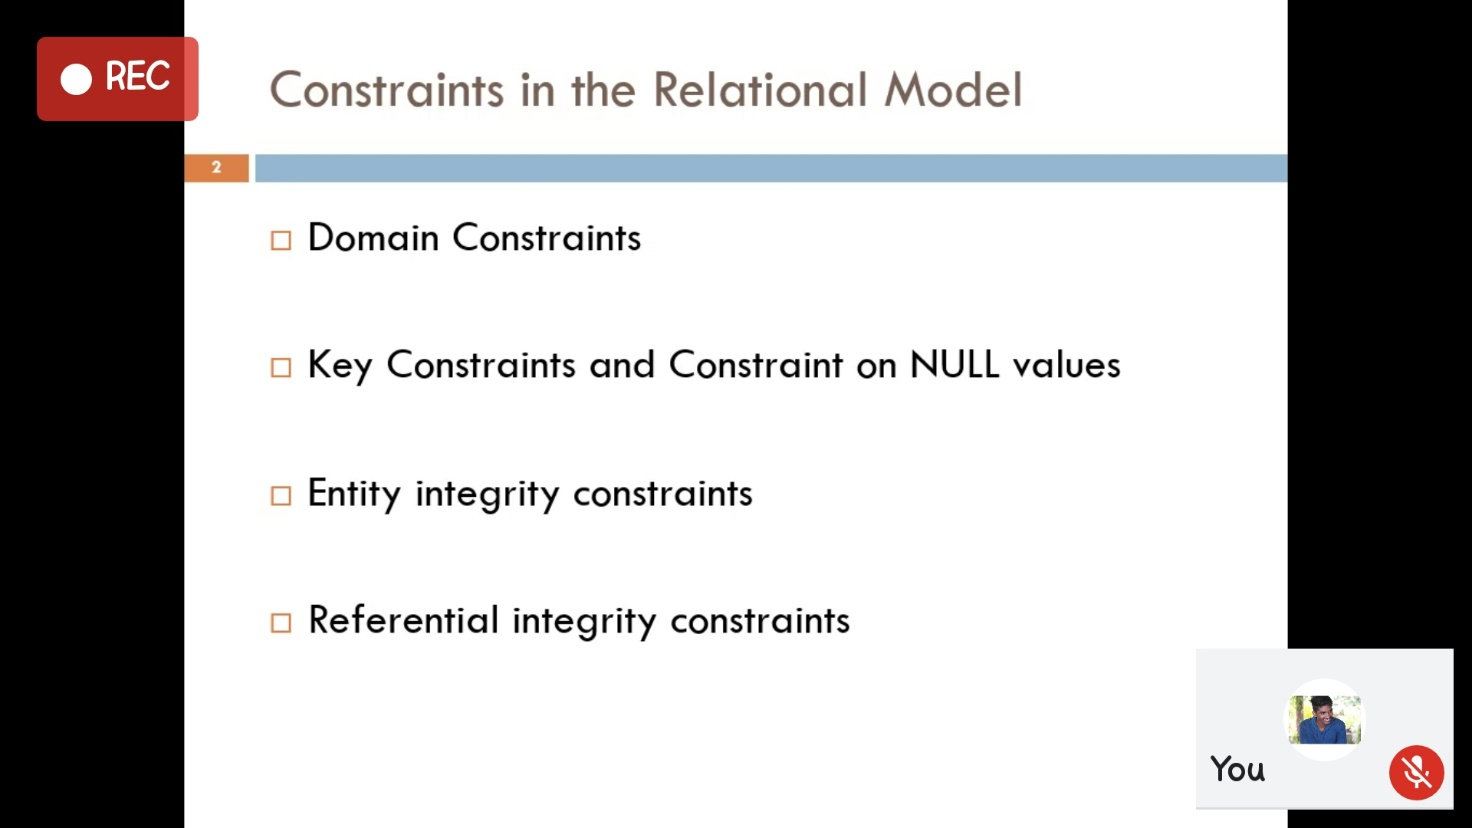 REC
Constraints in the Relational Model
2
Domain Constraints
Key Constraints and Constraint on NULL values
Entity integrity constraints
Referential integrity constraints
You